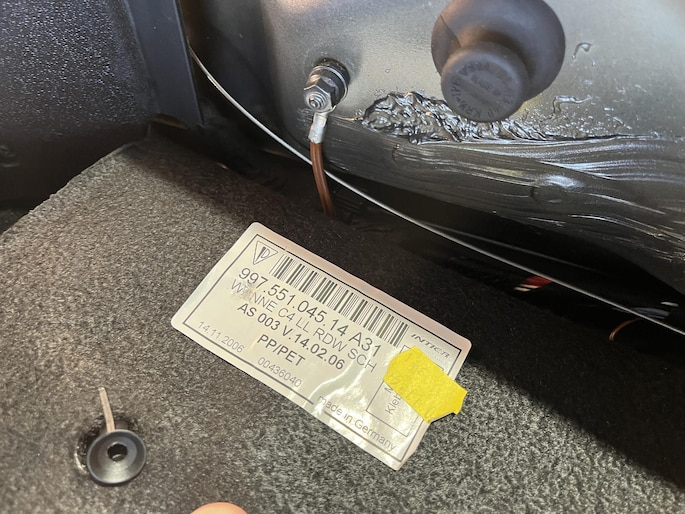 997.551.045.14 A31
WANNE C4 LL RDW SCH
INTIER
AS 003 V.14.02.06
PP/PET
14.11.2006
00436040
made in Germany